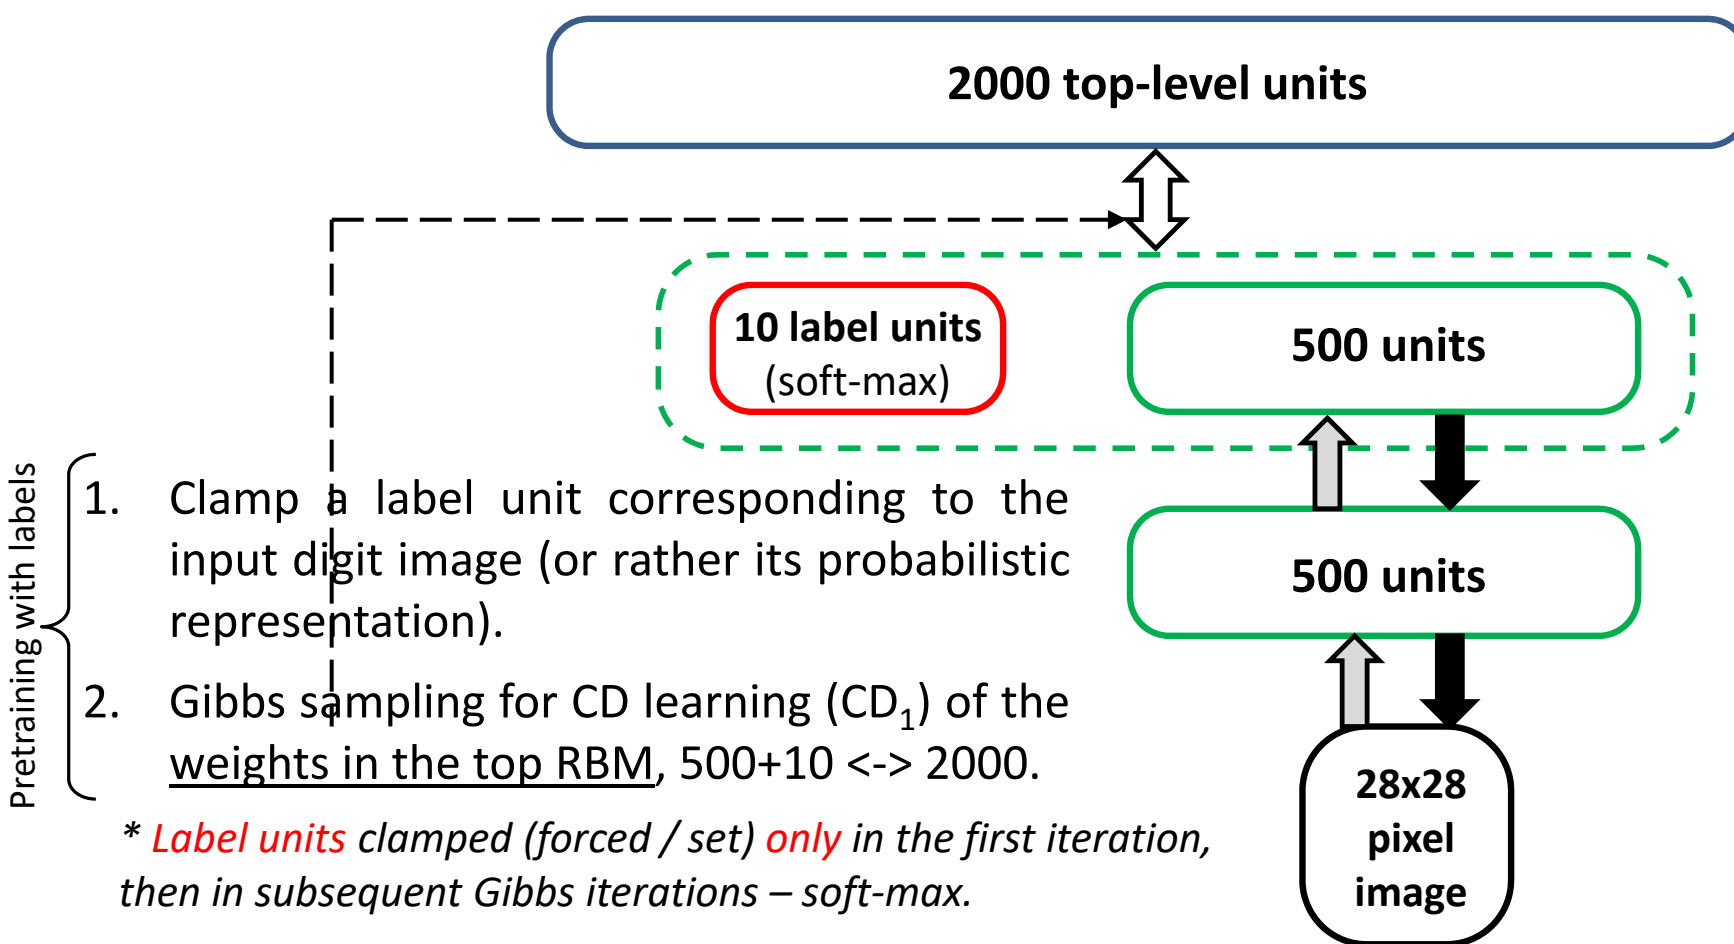 2000 top-level units
10 label units
(soft-max)
500 units
500 units
28x28
pixel
image
Pretraining with labels
1. Clamp a label unit corresponding to the
input digit image (or rather its probabilistic
representation).
2. Gibbs sampling for CD learning (CD₁) of the
weights in the top RBM, 500+10 <-> 2000.
* Label units clamped (forced / set) only in the first iteration,
then in subsequent Gibbs iterations – soft-max.